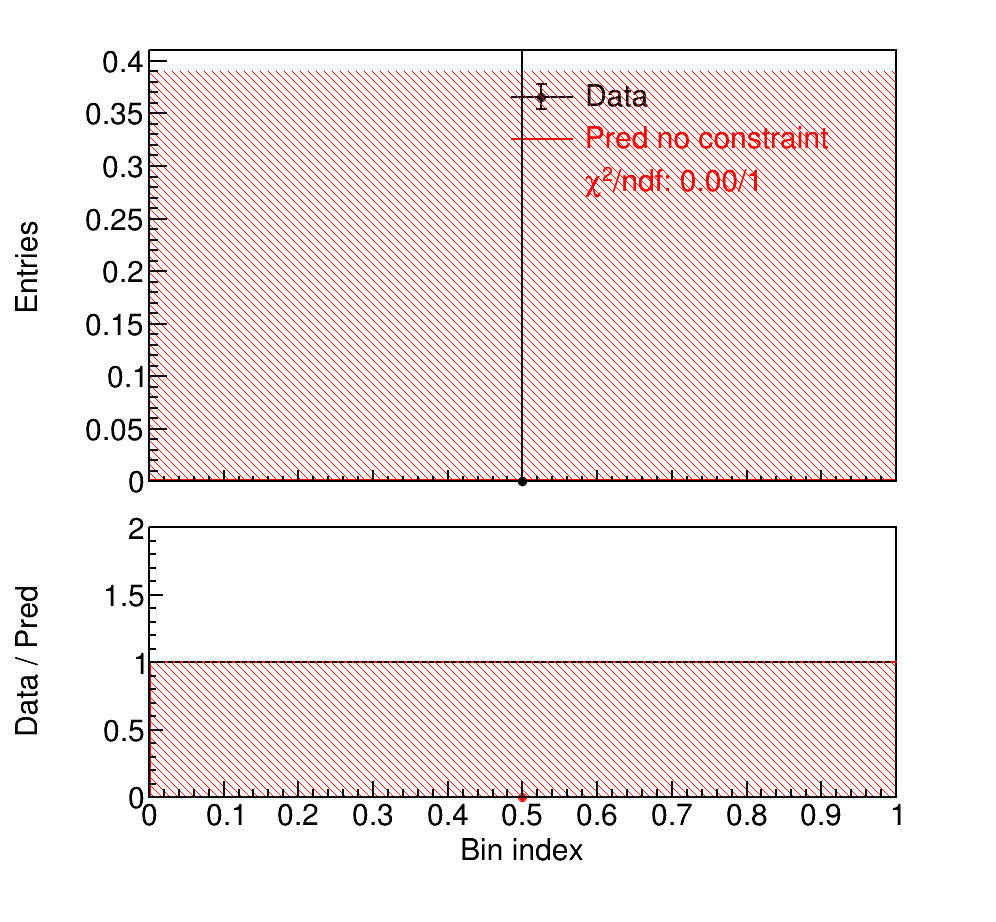 0.4
0.35
0.3
0.25
0.2
0.15
0.1
0.05
0
Entries
Data
Pred no constraint
χ²/ndf: 0.00/1
2
1.5
1
0.5
0
Data / Pred
0 0.1 0.2 0.3 0.4 0.5 0.6 0.7 0.8 0.9 1
Bin index